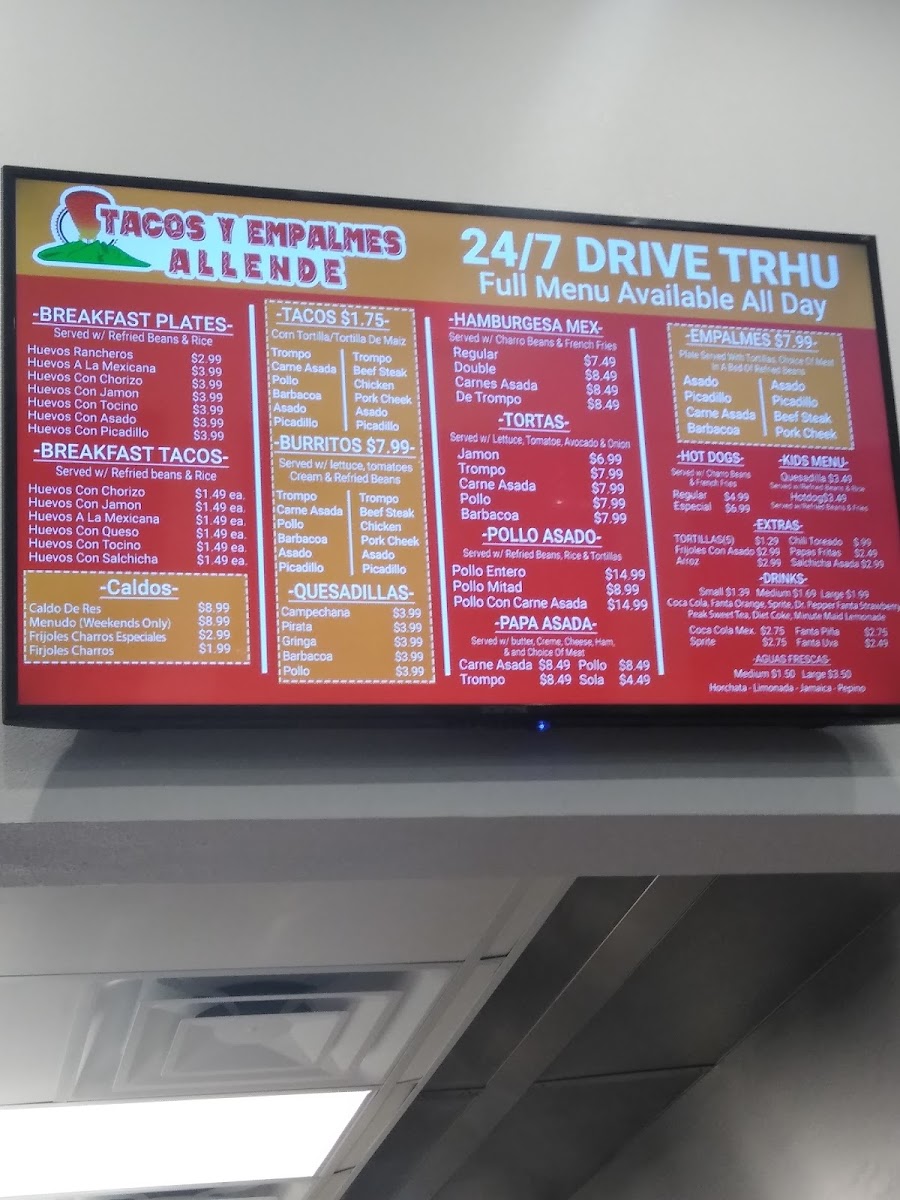 TACOS Y EMPALMES
ALLENDE
24/7 DRIVE TRHU
Full Menu Available All Day
-BREAKFAST PLATES-
Served w/ Refried Beans & Rice
Huevos Rancheros $2.99
Huevos A La Mexicana $3.99
Huevos Con Chorizo $3.99
Huevos Con Jamon $3.99
Huevos Con Tocino $3.99
Huevos Con Asado $3.99
Huevos Con Picadillo $3.99
-BREAKFAST TACOS-
Served w/ Refried beans & Rice
Huevos Con Chorizo $1.49 ea.
Huevos Con Jamon $1.49 ea.
Huevos A La Mexicana $1.49 ea.
Huevos Con Queso $1.49 ea.
Huevos Con Tocino $1.49 ea.
Huevos Con Salchicha $1.49 ea.
-Caldos-
Caldo De Res $8.99
Menudo (Weekends Only) $8.99
Frijoles Charros Especiales $2.99
Firjoles Charros $1.99
-TACOS $1.75-
Corn Tortilla/Tortilla De Maiz
Trompo Trompo
Carne Asada Beef Steak
Pollo Chicken
Barbacoa Pork Cheek
Asado Asado
Picadillo Picadillo
-BURRITOS $7.99-
Served w/ lettuce, tomatoes
Cream & Refried Beans
Trompo Trompo
Carne Asada Beef Steak
Pollo Chicken
Barbacoa Pork Cheek
Asado Asado
Picadillo Picadillo
-QUESADILLAS-
Campechana $3.99
Pirata $3.99
Gringa $3.99
Barbacoa $3.99
Pollo $3.99
-HAMBURGESA MEX-
Served w/ Charro Beans & French Fries
Regular $7.49
Double $8.49
Carnes Asada $8.49
De Trompo $8.49
-TORTAS-
Served w/ Lettuce, Tomatoe, Avocado & Onion
Jamon $6.99
Trompo $7.99
Carne Asada $7.99
Pollo $7.99
Barbacoa $7.99
-POLLO ASADO-
Served w/ Refried Beans, Rice & Tortillas
Pollo Entero $14.99
Pollo Mitad $8.99
Pollo Con Carne Asada $14.99
-PAPA ASADA-
Served w/ butter, Creme, Cheese, Ham,
& and Choice Of Meat
Carne Asada $8.49 Pollo $8.49
Trompo $8.49 Sola $4.49
-EMPALMES $7.99-
Plate Served With Tortillas, Choice Of Meat
In A Bed Of Refried Beans
Asado Asado
Picadillo Picadillo
Carne Asada Beef Steak
Barbacoa Pork Cheek
-HOT DOGS-
Served w/ Charro Beans
& French Fries
Regular $4.99
Especial $6.99
-KIDS MENU-
Quesadilla $3.49
Served w/Refried Beans & Rice
Hotdog$3.49
Served w/Refried Beans & Fries
-EXTRAS-
TORTILLAS(5) $1.29 Chili Toreado $.99
Frijoles Con Asado $2.99 Papas Fritas $2.49
Arroz $2.99 Salchicha Asada $2.99
-DRINKS-
Small $1.39 Medium $1.69 Large $1.99
Coca Cola, Fanta Orange, Sprite, Dr. Pepper Fanta Strawberry
Peak Sweet Tea, Diet Coke, Minute Maid Lemonade
Coca Cola Mex. $2.75 Fanta Piña $2.75
Sprite $2.75 Fanta Uva $2.49
-AGUAS FRESCAS-
Medium $1.50 Large $3.50
Horchata - Limonada - Jamaica - Pepino